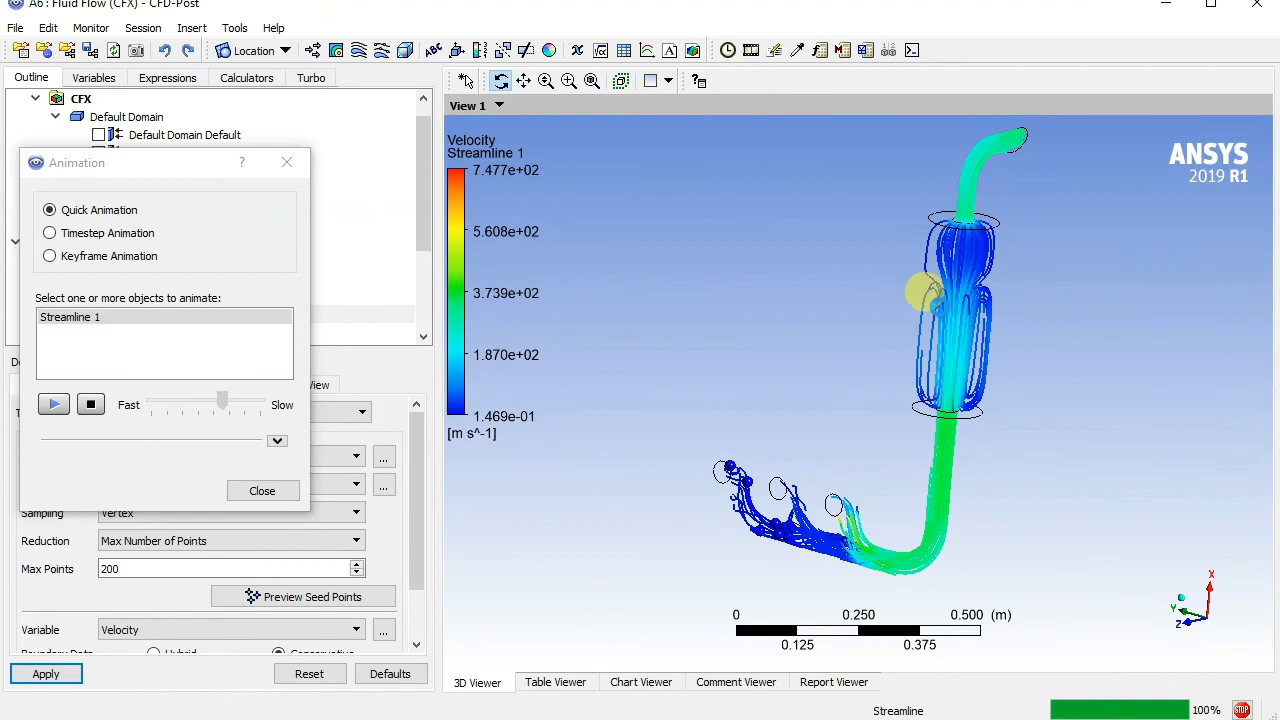 A6 : Fluid Flow (CFX) - CFD-Post
File Edit Monitor Session Insert Tools Help
Location
Outline Variables Expressions Calculators Turbo
CFX
Default Domain
Default Domain Default
Animation
?
Quick Animation
Timestep Animation
Keyframe Animation
Select one or more objects to animate:
Streamline 1
Fast Slow
Close
View
Sampling Vertex
Reduction Max Number of Points
Max Points 200
Preview Seed Points
Variable Velocity
Apply Reset Defaults
View 1
Velocity
Streamline 1
7.477e+02
5.608e+02
3.739e+02
1.870e+02
1.469e-01
[m s^-1]
ANSYS
2019 R1
0 0.250 0.500 (m)
0.125 0.375
X
Y
Z
3D Viewer Table Viewer Chart Viewer Comment Viewer Report Viewer
Streamline 100% STOP